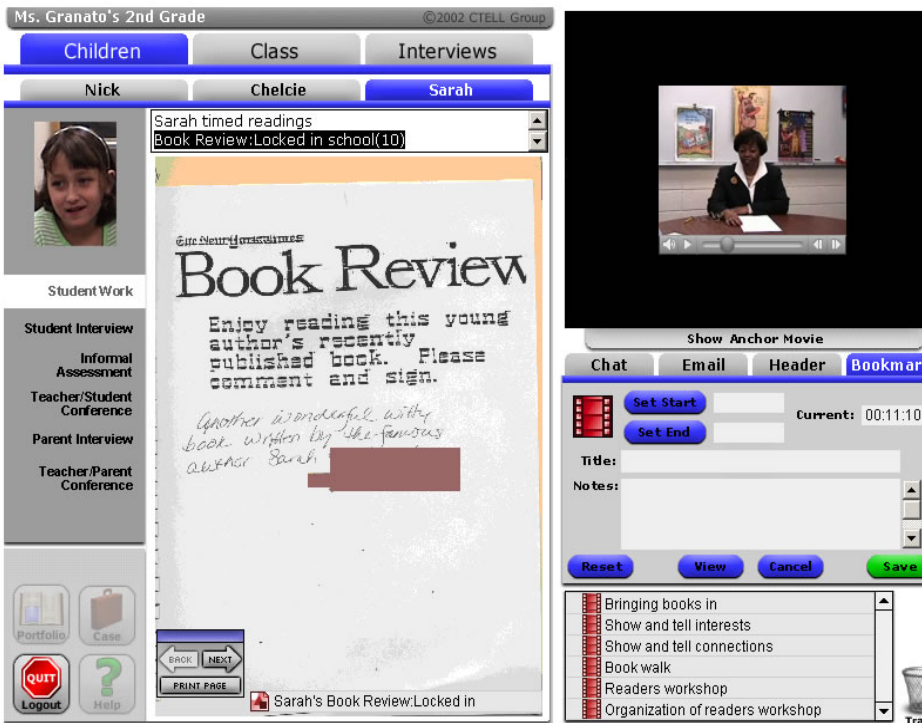 Ms. Granato's 2nd Grade
©2002 CTELL Group
Children
Class
Interviews
Nick
Chelcie
Sarah
Sarah timed readings
Book Review:Locked in school(10)
Student Work
Student Interview
Informal
Assessment
Teacher/Student
Conference
Parent Interview
Teacher/Parent
Conference
Portfolio
Case
QUIT
Logout
Help
Book Review
Enjoy reading this young
author's recently
published book. Please
comment and sign.
Another wonderful witty
book written by the famous
author Sarah
BACK
NEXT
PRINT PAGE
Sarah's Book Review:Locked in
Show Anchor Movie
Chat
Email
Header
Bookmar
Set Start
Current: 00:11:10
Set End
Title:
Notes:
Reset
View
Cancel
Save
Bringing books in
Show and tell interests
Show and tell connections
Book walk
Readers workshop
Organization of readers workshop